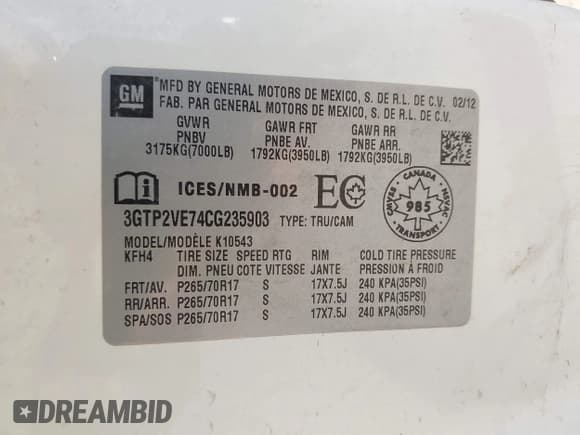 GM
®MFD BY GENERAL MOTORS DE MEXICO, S. DE R.L. DE C.V. 02/12
FAB. PAR GENERAL MOTORS DE MEXICO, S. DE R.L. DE C.V.
GVWR GAWR FRT GAWR RR
PNBV PNBE AV. PNBE ARR.
3175KG(7000LB) 1792KG(3950LB) 1792KG(3950LB)
i ICES/NMB-002 EC CANADA CMVSS 985 NSVAC TRANSPORT
3GTP2VE74CG235903 TYPE: TRU/CAM
MODEL/MODÈLE K10543
KFH4 TIRE SIZE SPEED RTG RIM COLD TIRE PRESSURE
DIM. PNEU COTE VITESSE JANTE PRESSION À FROID
FRT/AV. P265/70R17 S 17X7.5J 240 KPA(35PSI)
RR/ARR. P265/70R17 S 17X7.5J 240 KPA(35PSI)
SPA/SOS P265/70R17 S 17X7.5J 240 KPA(35PSI)
DREAMBID